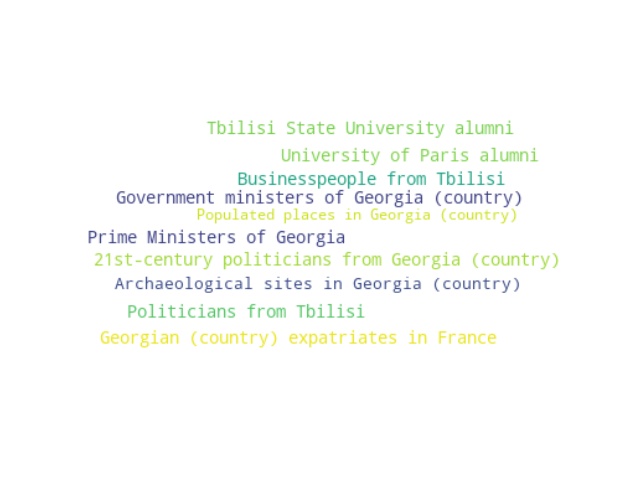 Tbilisi State University alumni
University of Paris alumni
Businesspeople from Tbilisi
Government ministers of Georgia (country)
Populated places in Georgia (country)
Prime Ministers of Georgia
21st-century politicians from Georgia (country)
Archaeological sites in Georgia (country)
Politicians from Tbilisi
Georgian (country) expatriates in France